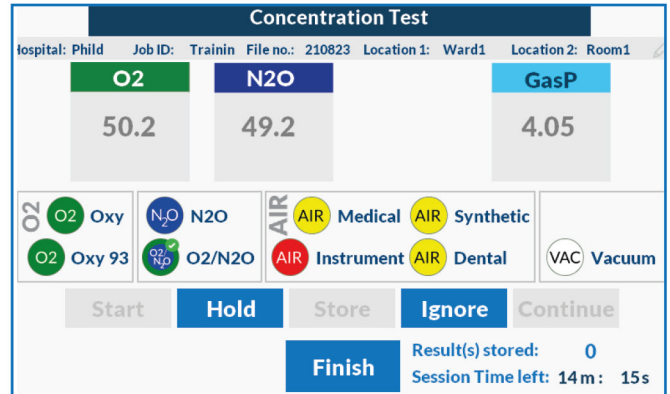 Concentration Test
Hospital: Phild Job ID: Trainin File no.: 210823 Location 1: Ward1 Location 2: Room1
O2 N2O GasP
50.2 49.2 4.05
O2 O2 Oxy N2O N2O AIR AIR Medical AIR Synthetic
O2 Oxy 93 O2/N2O O2/N2O AIR Instrument AIR Dental VAC Vacuum
Start Hold Store Ignore Continue
Finish Result(s) stored: 0
Session Time left: 14 m : 15 s